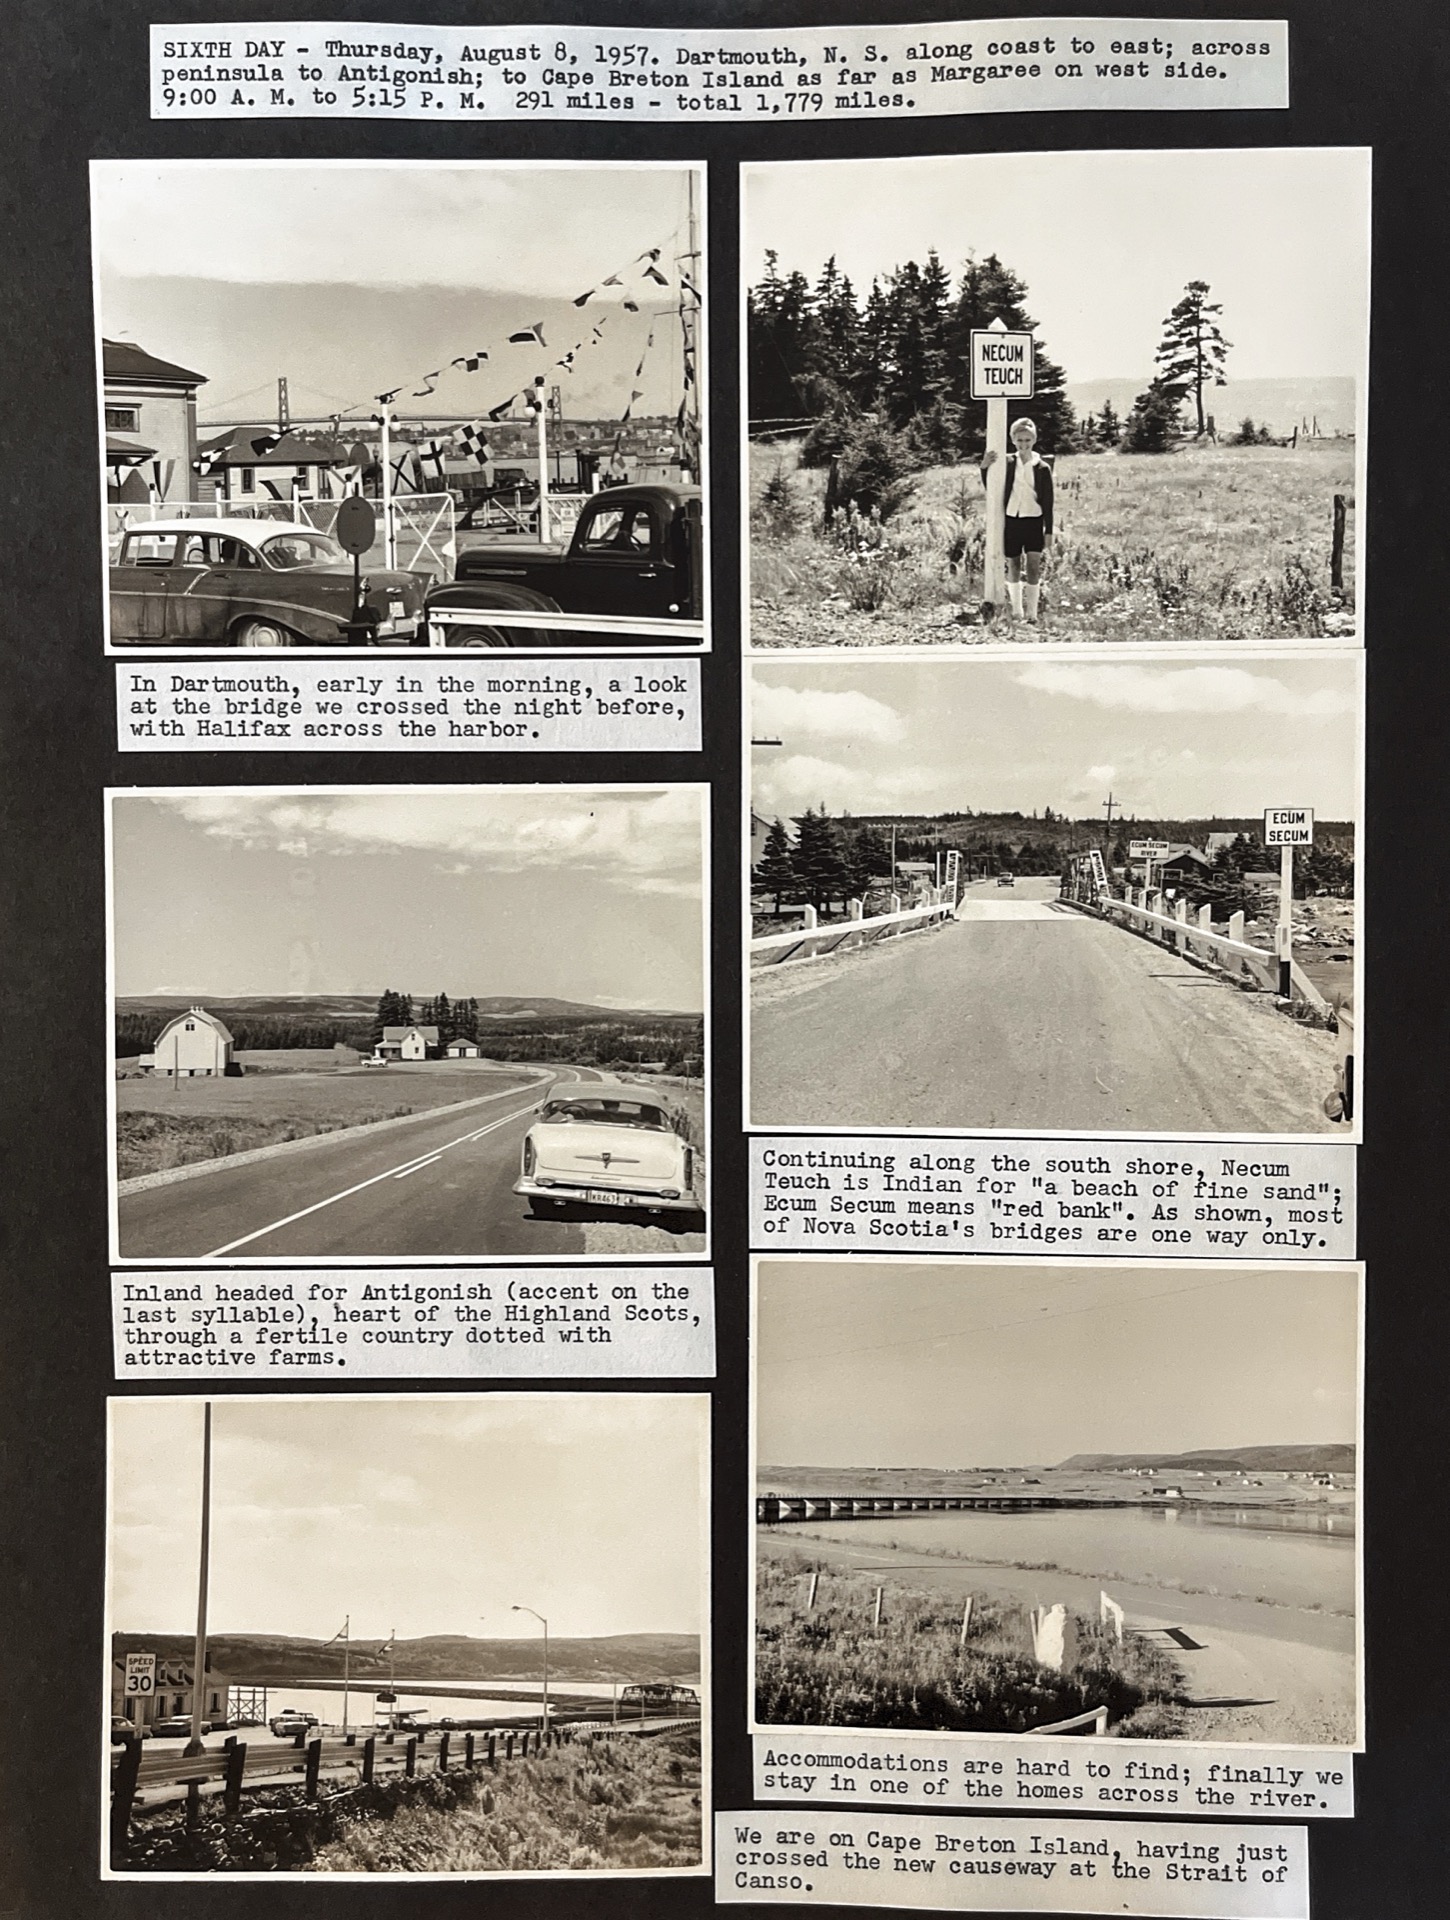 SIXTH DAY - Thursday, August 8, 1957. Dartmouth, N. S. along coast to east; across
peninsula to Antigonish; to Cape Breton Island as far as Margaree on west side.
9:00 A. M. to 5:15 P. M. 291 miles - total 1,779 miles.
NECUM
TEUCH
In Dartmouth, early in the morning, a look
at the bridge we crossed the night before,
with Halifax across the harbor.
ECUM
SECUM
ECUM SECUM
RIVER
Continuing along the south shore, Necum
Teuch is Indian for "a beach of fine sand";
Ecum Secum means "red bank". As shown, most
of Nova Scotia's bridges are one way only.
Inland headed for Antigonish (accent on the
last syllable), heart of the Highland Scots,
through a fertile country dotted with
attractive farms.
SPEED
LIMIT
30
Accommodations are hard to find; finally we
stay in one of the homes across the river.
We are on Cape Breton Island, having just
crossed the new causeway at the Strait of
Canso.